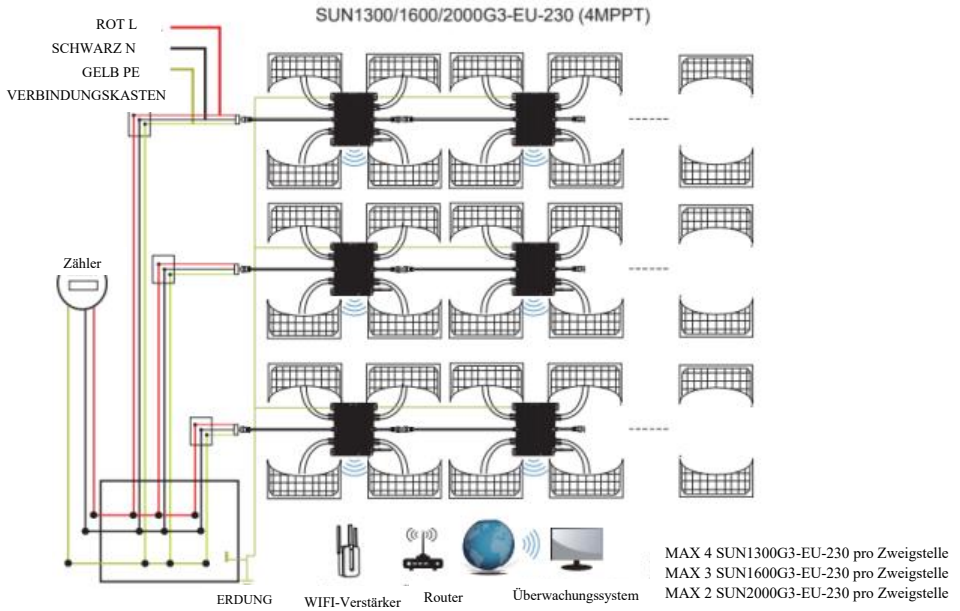 SUN1300/1600/2000G3-EU-230 (4MPPT)
ROT L
SCHWARZ N
GELB PE
VERBINDUNGSKASTEN
Zähler
ERDUNG
WIFI-Verstärker
Router
Überwachungssystem
MAX 4 SUN1300G3-EU-230 pro Zweigstelle
MAX 3 SUN1600G3-EU-230 pro Zweigstelle
MAX 2 SUN2000G3-EU-230 pro Zweigstelle